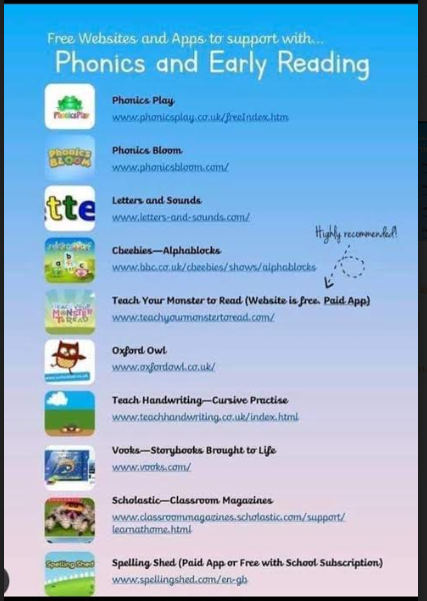 Free Websites and Apps to support with...
Phonics and Early Reading
PhonicsPlay
Phonics Play
www.phonicsplay.co.uk/freeIndex.htm
Phonics
BLOOM
Phonics Bloom
www.phonicsbloom.com/
tte
Letters and Sounds
www.letters-and-sounds.com/
Highly recommended!
Cbeebies—Alphablocks
www.bbc.co.uk/cbeebies/shows/alphablocks
TEACH YOUR
MONSTER
TO READ
Teach Your Monster to Read (Website is free. Paid App)
www.teachyourmonstertoread.com/
Oxford Owl
www.oxfordowl.co.uk/
Teach Handwriting—Cursive Practise
www.teachhandwriting.co.uk/index.html
Vooks—Storybooks Brought to Life
www.vooks.com/
Scholastic—Classroom Magazines
www.classroommagazines.scholastic.com/support/
learnathome.html
Spelling Shed
Spelling Shed (Paid App or Free with School Subscription)
www.spellingshed.com/en-gb